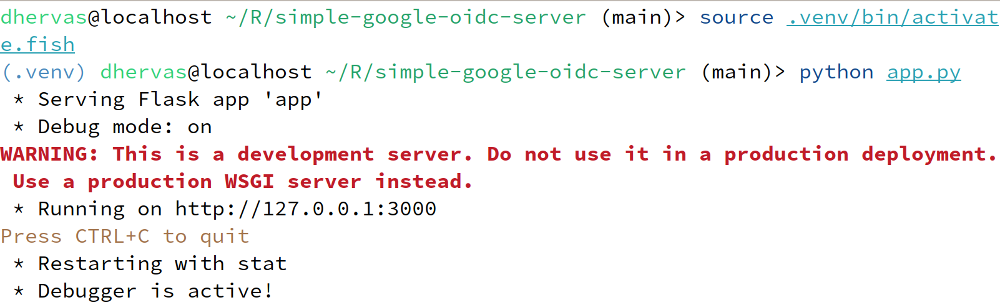 dhervas@localhost ~/R/simple-google-oidc-server (main)> source .venv/bin/activat
e.fish
(.venv) dhervas@localhost ~/R/simple-google-oidc-server (main)> python app.py
 * Serving Flask app 'app'
 * Debug mode: on
WARNING: This is a development server. Do not use it in a production deployment.
 Use a production WSGI server instead.
 * Running on http://127.0.0.1:3000
Press CTRL+C to quit
 * Restarting with stat
 * Debugger is active!